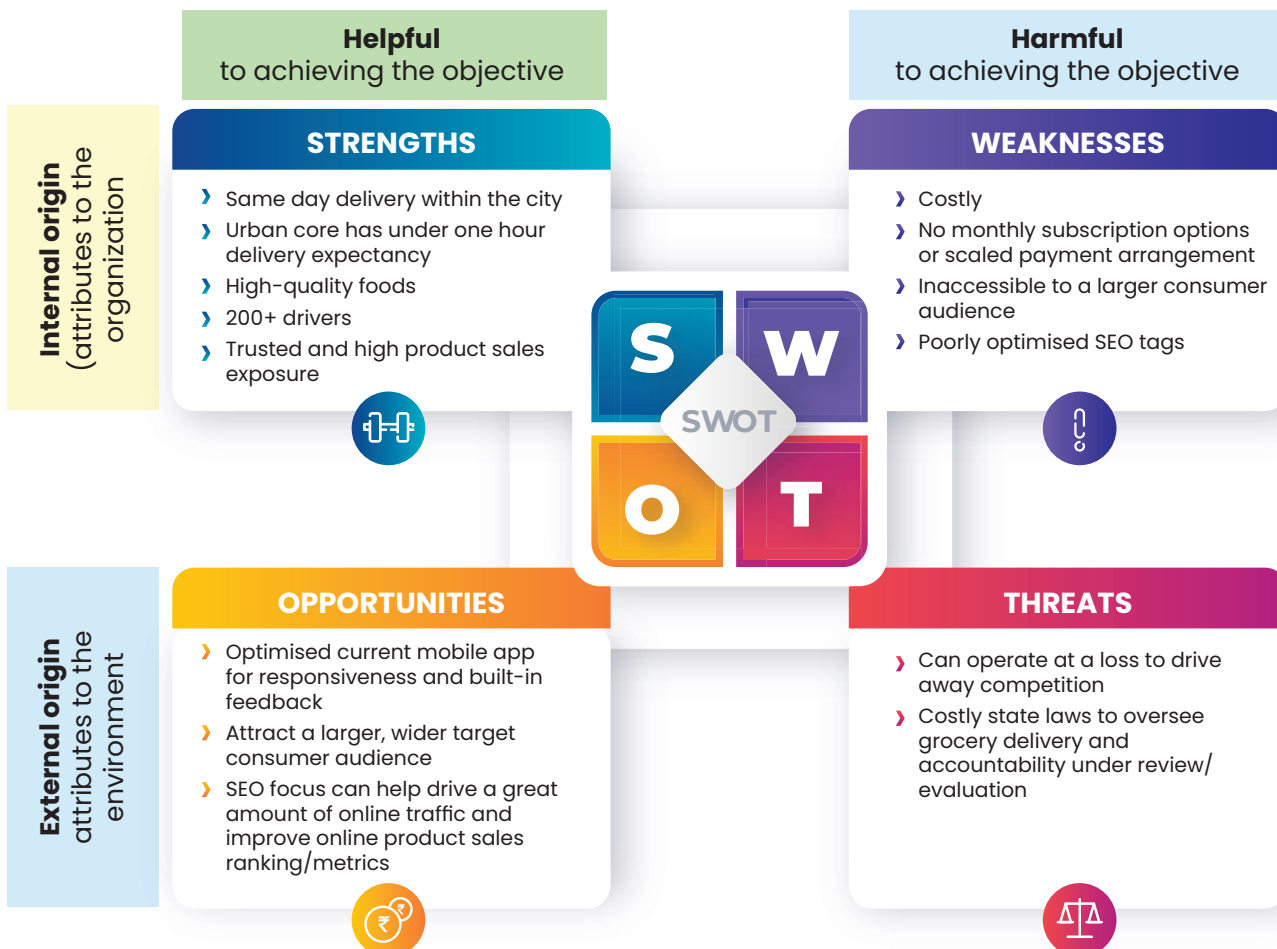 Helpful
to achieving the objective
Harmful
to achieving the objective
Internal origin
(attributes to the
organization
STRENGTHS
Same day delivery within the city
Urban core has under one hour
delivery expectancy
High-quality foods
200+ drivers
Trusted and high product sales
exposure
WEAKNESSES
Costly
No monthly subscription options
or scaled payment arrangement
Inaccessible to a larger consumer
audience
Poorly optimised SEO tags
S
W
SWOT
O
T
External origin
attributes to the
environment
OPPORTUNITIES
Optimised current mobile app
for responsiveness and built-in
feedback
Attract a larger, wider target
consumer audience
SEO focus can help drive a great
amount of online traffic and
improve online product sales
ranking/metrics
₹
₹
THREATS
Can operate at a loss to drive
away competition
Costly state laws to oversee
grocery delivery and
accountability under review/
evaluation